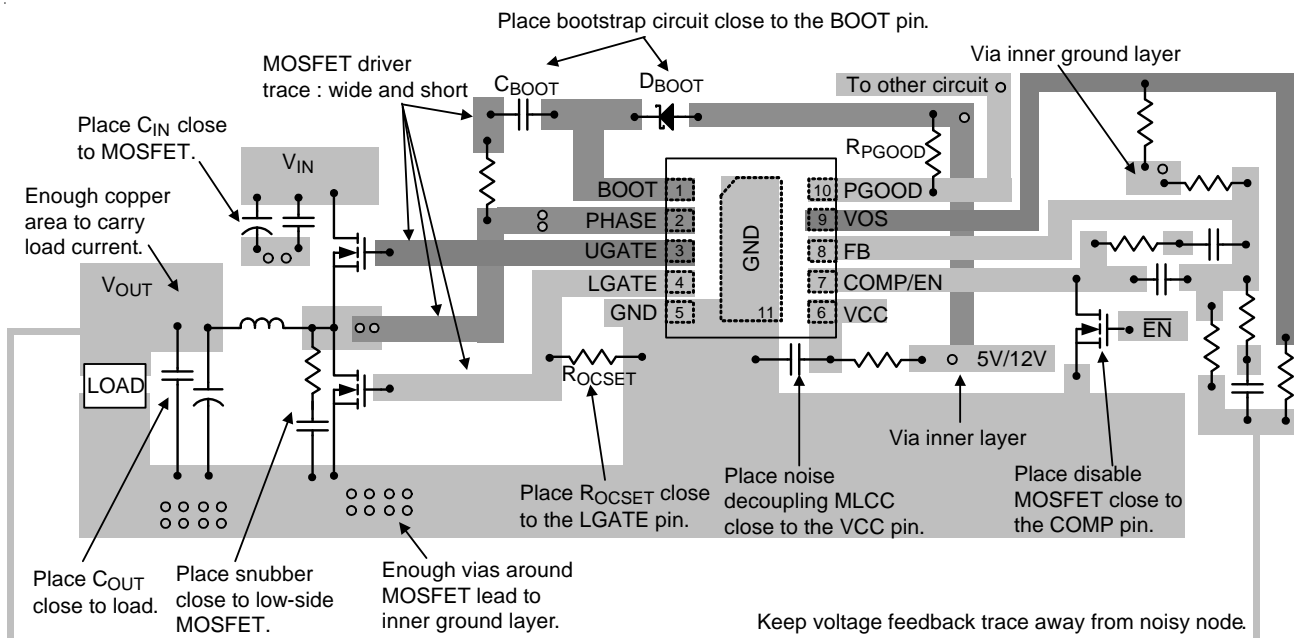 Place bootstrap circuit close to the BOOT pin.
MOSFET driver
trace : wide and short
CBOOT
DBOOT
Via inner ground layer
To other circuit
Place CIN close
to MOSFET.
VIN
RPGOOD
Enough copper
area to carry
load current.
BOOT 1
PHASE 2
UGATE 3
LGATE 4
GND 5
GND
11
10 PGOOD
9 VOS
8 FB
7 COMP/EN
6 VCC
VOUT
LOAD
ROCSET
5V/12V
EN
Via inner layer
Place ROCSET close
to the LGATE pin.
Place noise
decoupling MLCC
close to the VCC pin.
Place disable
MOSFET close to
the COMP pin.
Place COUT
close to load.
Place snubber
close to low-side
MOSFET.
Enough vias around
MOSFET lead to
inner ground layer.
Keep voltage feedback trace away from noisy node.